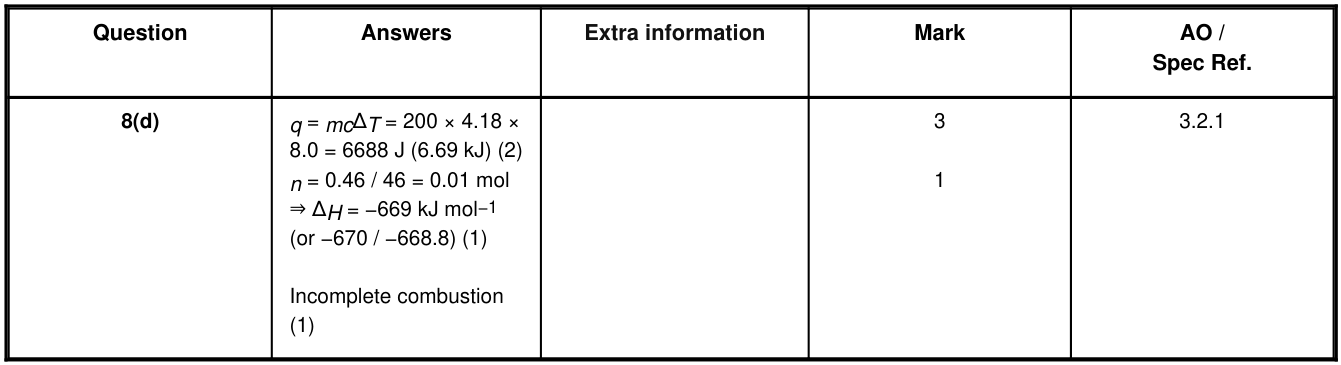 Question Answers Extra information Mark AO /
Spec Ref.
8(d) q = mcΔT = 200 × 4.18 × 3 3.2.1
8.0 = 6688 J (6.69 kJ) (2)
n = 0.46 / 46 = 0.01 mol 1
⇒ ΔH = −669 kJ mol−1
(or −670 / −668.8) (1)
Incomplete combustion
(1)